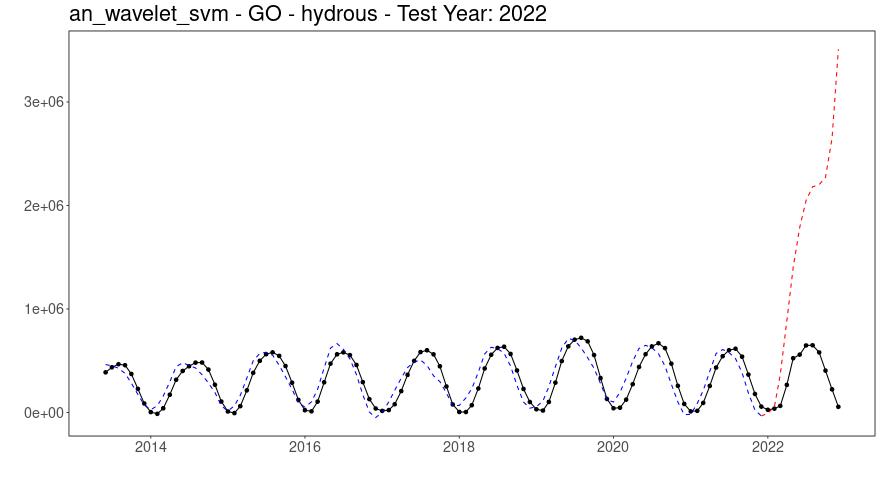 an_wavelet_svm - GO - hydrous - Test Year: 2022
3e+06
2e+06
1e+06
0e+00
2014 2016 2018 2020 2022